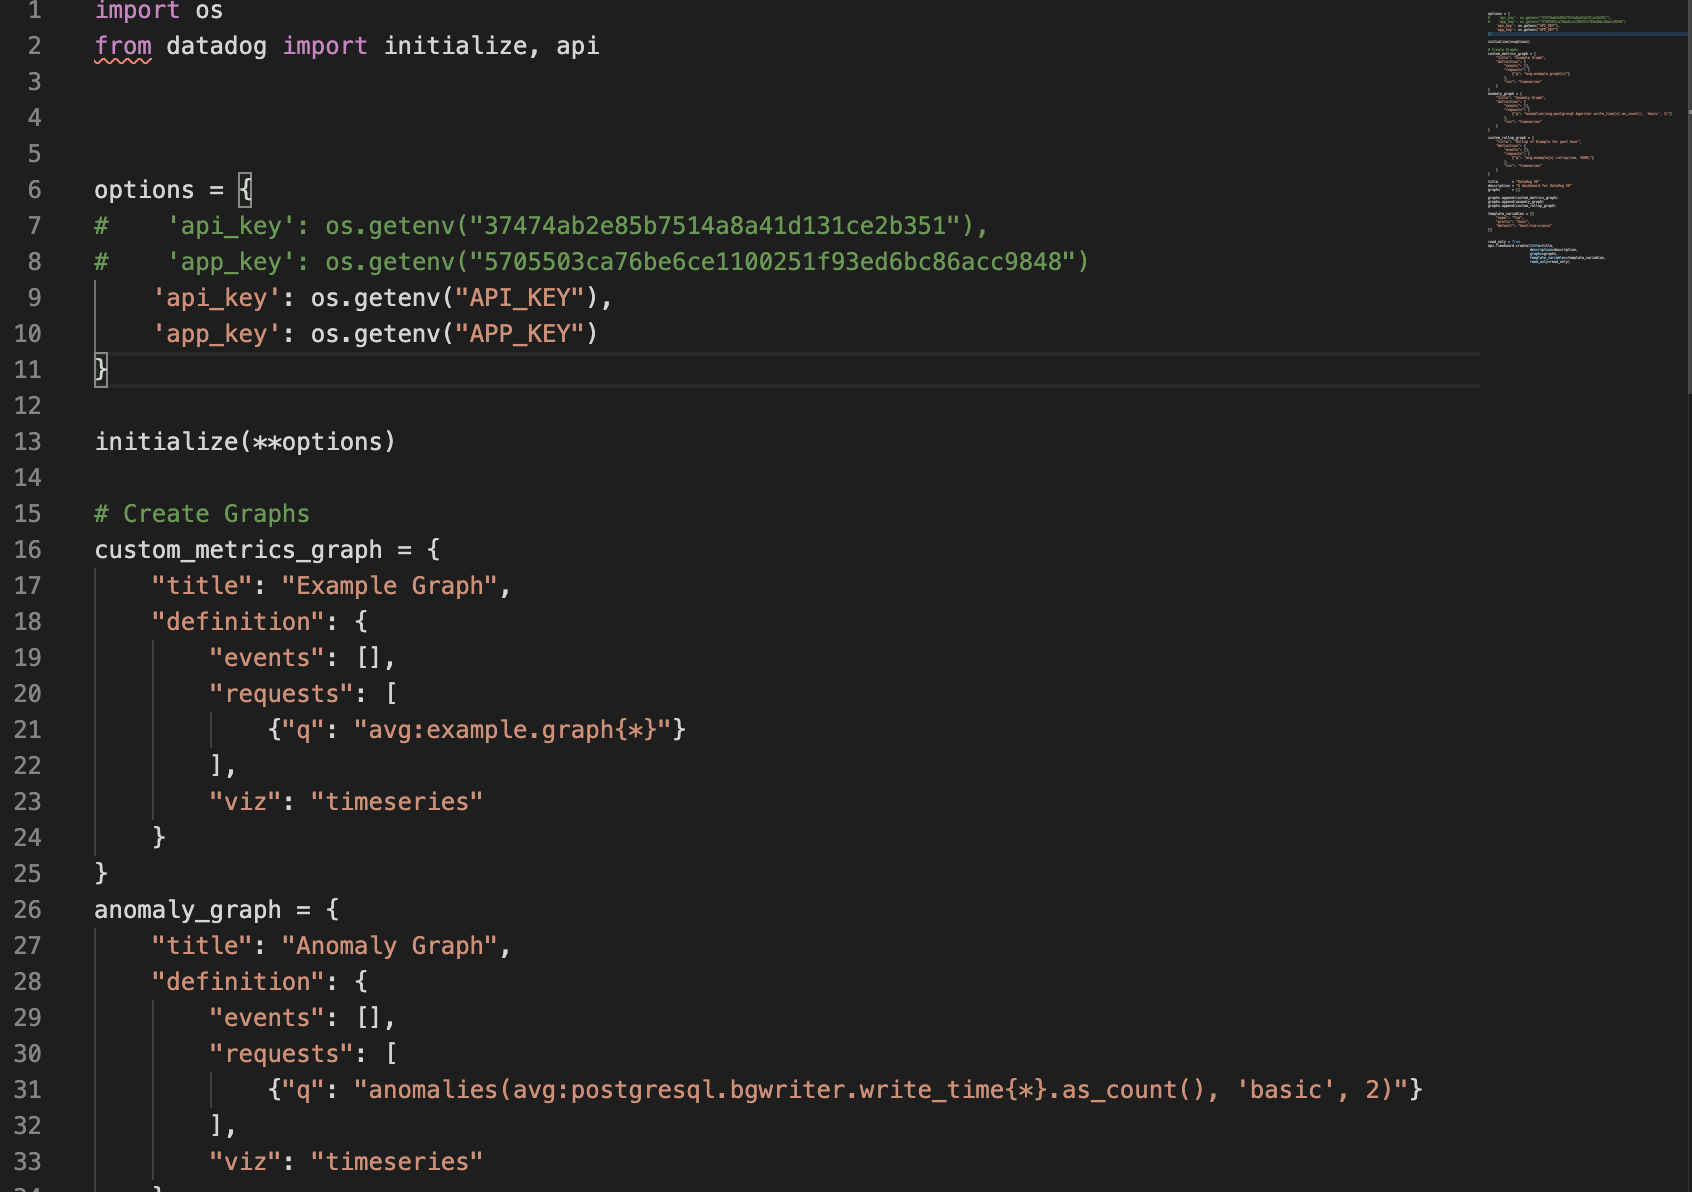 1 import os
2 from datadog import initialize, api
3
4
5
6 options = {
7 #    'api_key': os.getenv("37474ab2e85b7514a8a41d131ce2b351"),
8 #    'app_key': os.getenv("5705503ca76be6ce1100251f93ed6bc86acc9848")
9     'api_key': os.getenv("API_KEY"),
10     'app_key': os.getenv("APP_KEY")
11 }
12
13 initialize(**options)
14
15 # Create Graphs
16 custom_metrics_graph = {
17     "title": "Example Graph",
18     "definition": {
19         "events": [],
20         "requests": [
21             {"q": "avg:example.graph{*}"}
22         ],
23         "viz": "timeseries"
24     }
25 }
26 anomaly_graph = {
27     "title": "Anomaly Graph",
28     "definition": {
29         "events": [],
30         "requests": [
31             {"q": "anomalies(avg:postgresql.bgwriter.write_time{*}.as_count(), 'basic', 2)"}
32         ],
33         "viz": "timeseries"